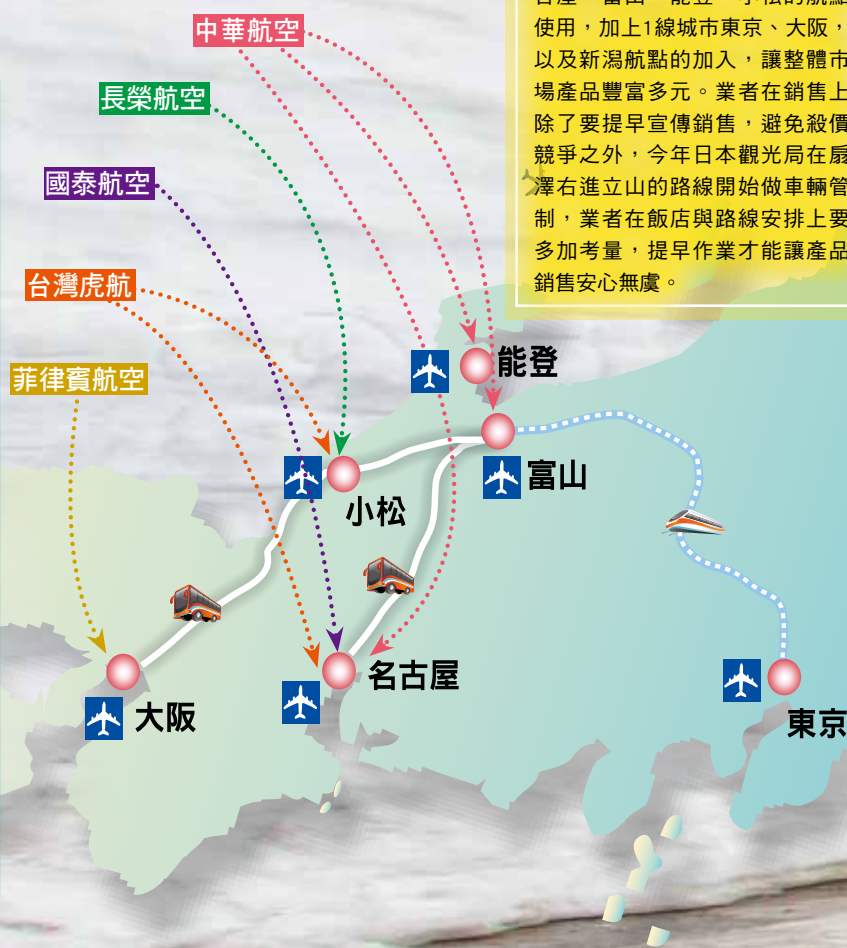 中華航空
長榮航空
國泰航空
台灣虎航
菲律賓航空
使用，加上1線城市東京、大阪，
以及新潟航點的加入，讓整體市
場產品豐富多元。業者在銷售上
除了要提早宣傳銷售，避免殺價
競爭之外，今年日本觀光局在扇
澤右進立山的路線開始做車輛管
制，業者在飯店與路線安排上要
多加考量，提早作業才能讓產品
銷售安心無虞。
能登
富山
小松
名古屋
大阪
東京